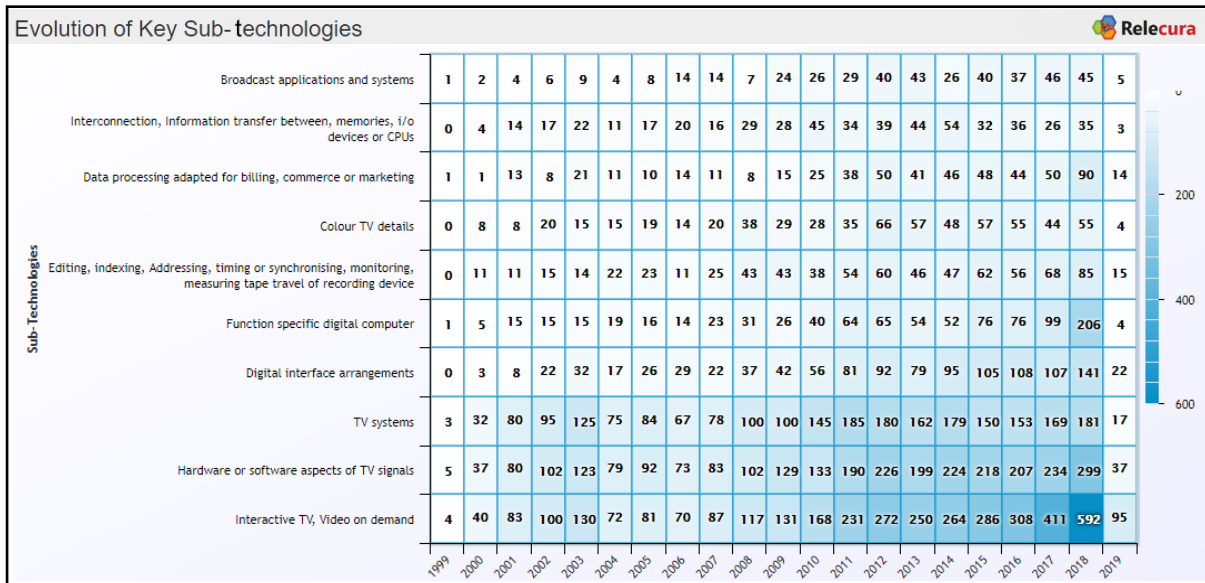 Evolution of Key Sub-technologies
Relecura
Broadcast applications and systems 1 2 4 6 9 4 8 14 14 7 24 26 29 40 43 26 40 37 46 45 5
0
Interconnection, Information transfer between, memories, i/o
devices or CPUs 0 4 14 17 22 11 17 20 16 29 28 45 34 39 44 54 32 36 26 35 3
Data processing adapted for billing, commerce or marketing 1 1 13 8 21 11 10 14 11 8 15 25 38 50 41 46 48 44 50 90 14
200
Colour TV details 0 8 8 20 15 15 19 14 20 38 29 28 35 66 57 48 57 55 44 55 4
Sub-Technologies
Editing, indexing, Addressing, timing or synchronising, monitoring,
measuring tape travel of recording device 0 11 11 15 14 22 23 11 25 43 43 38 54 60 46 47 62 56 68 85 15
400
Function specific digital computer 1 5 15 15 15 19 16 14 23 31 26 40 64 65 54 52 76 76 99 206 4
Digital interface arrangements 0 3 8 22 32 17 26 29 22 37 42 56 81 92 79 95 105 108 107 141 22
600
TV systems 3 32 80 95 125 75 84 67 78 100 100 145 185 180 162 179 150 153 169 181 17
Hardware or software aspects of TV signals 5 37 80 102 123 79 92 73 83 102 129 133 190 226 199 224 218 207 234 299 37
Interactive TV, Video on demand 4 40 83 100 130 72 81 70 87 117 131 168 231 272 250 264 286 308 411 592 95
1999 2000 2001 2002 2003 2004 2005 2006 2007 2008 2009 2010 2011 2012 2013 2014 2015 2016 2017 2018 2019